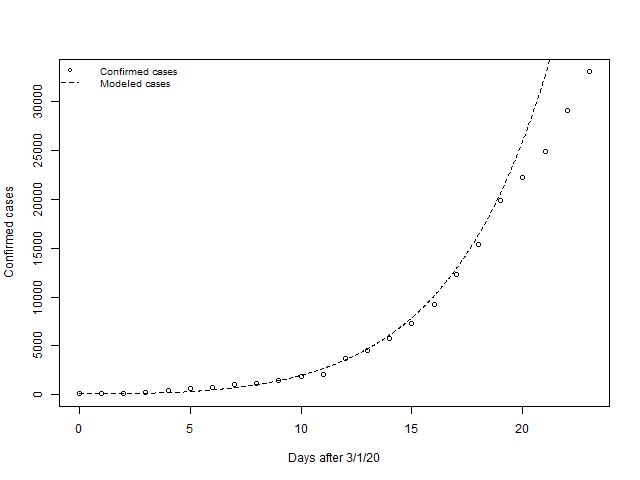 Confirmed cases
Modeled cases
Confirmed cases
30000
25000
20000
15000
10000
5000
0
0 5 10 15 20
Days after 3/1/20